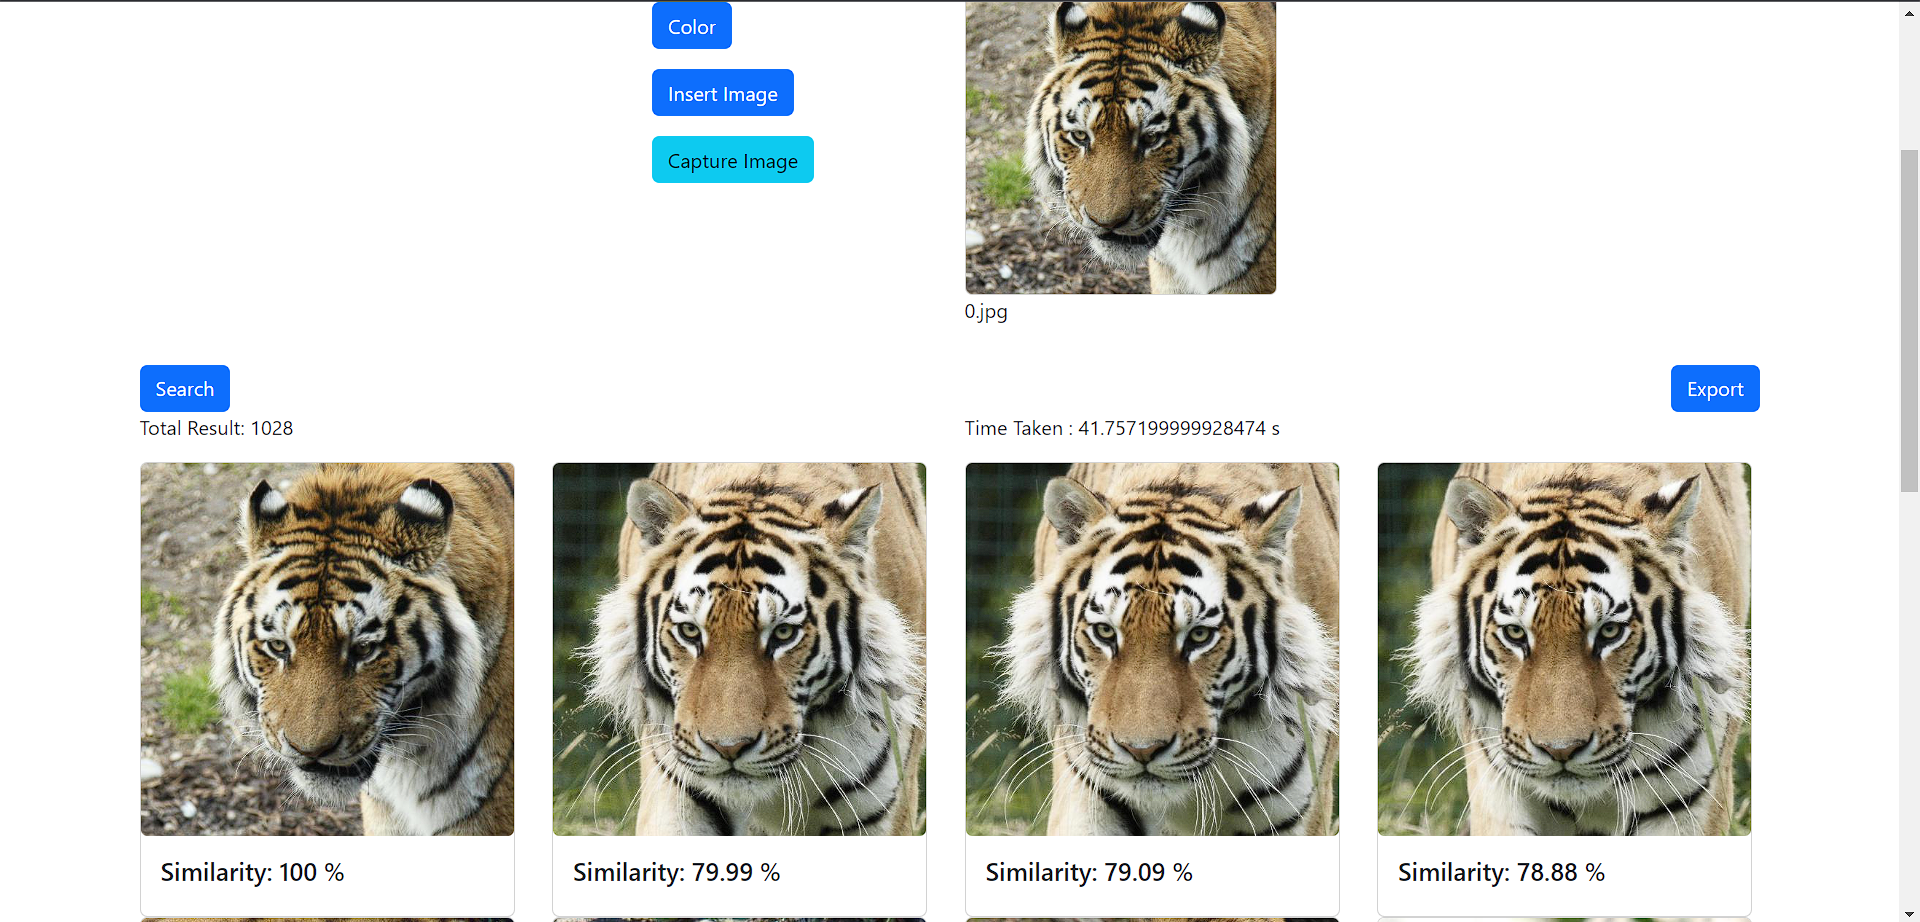 Color
Insert Image
Capture Image
0.jpg
Search
Export
Total Result: 1028
Time Taken : 41.757199999928474 s
Similarity: 100 %
Similarity: 79.99 %
Similarity: 79.09 %
Similarity: 78.88 %